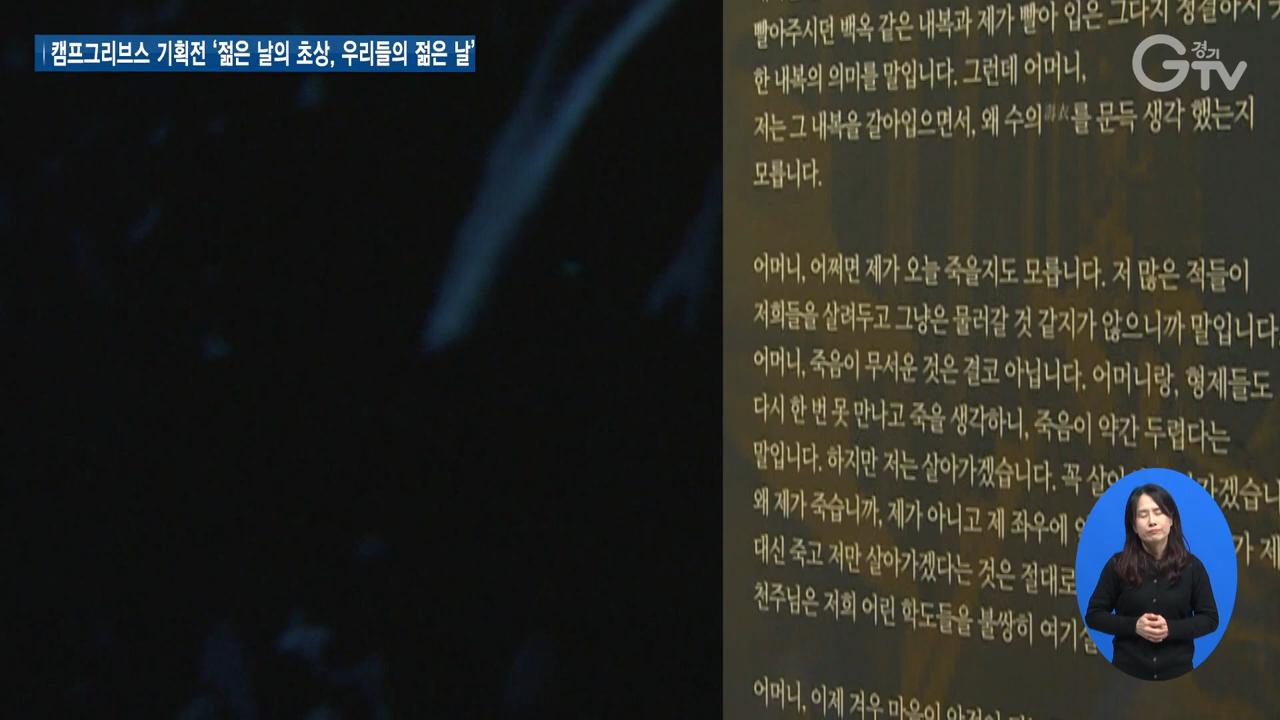 캠프그리브스 기획전 ‘젊은 날의 초상, 우리들의 젊은 날’
경기
GTV
빨아주시던 백옥 같은 내복과 제가 빨아 입은 그다지 청결하지 못
한 내복의 의미를 말입니다. 그런데 어머니,
저는 그 내복을 갈아입으면서, 왜 수의壽衣를 문득 생각 했는지
모릅니다.
어머니, 어쩌면 제가 오늘 죽을지도 모릅니다. 저 많은 적들이
저희들을 살려두고 그냥은 물러갈 것 같지가 않으니까 말입니다.
어머니, 죽음이 무서운 것은 결코 아닙니다. 어머니랑, 형제들도
다시 한 번 못 만나고 죽을 생각하니, 죽음이 약간 두렵다는
말입니다. 하지만 저는 살아가겠습니다. 꼭 살아 가겠습니
왜 제가 죽습니까, 제가 아니고 제 좌우에 가 제
대신 죽고 저만 살아가겠다는 것은 절대로
천주님은 저희 어린 학도들을 불쌍히 여기실
어머니, 이제 겨우 마음이 안정이